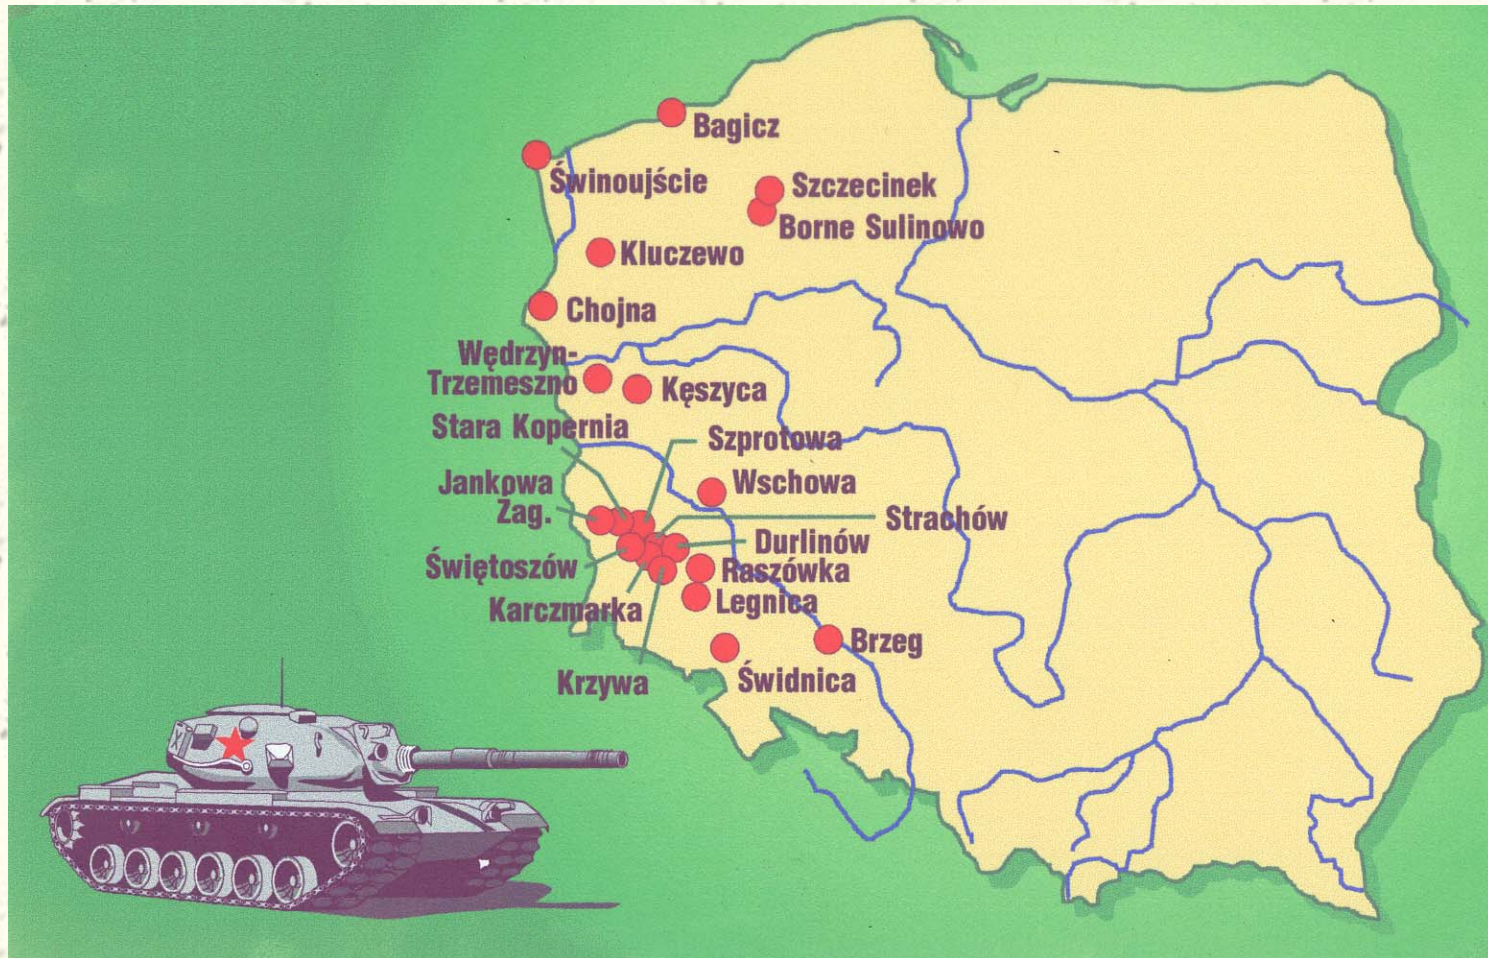 Bagicz
Świnoujście
Szczecinek
Borne Sulinowo
Kluczewo
Chojna
Wędrzyn-
Trzemeszno
Kęszyca
Stara Kopernia
Szprotowa
Jankowa
Zag.
Wschowa
Strachów
Durlinów
Świętoszów
Raszówka
Karczmarka
Legnica
Brzeg
Krzywa
Świdnica